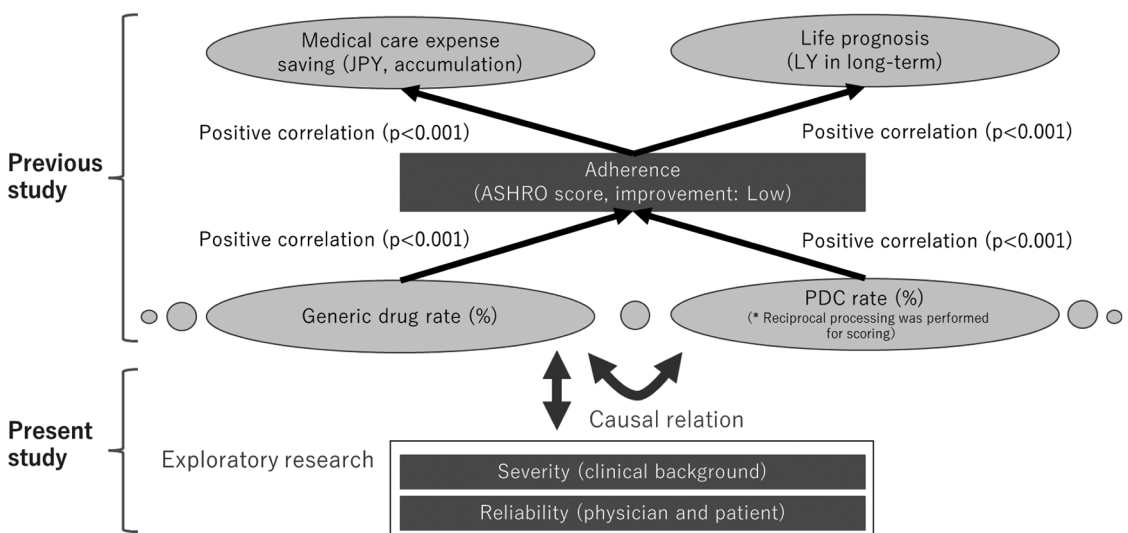 Medical care expense
saving (JPY, accumulation)
Life prognosis
(LY in long-term)
Positive correlation (p<0.001)
Positive correlation (p<0.001)
Previous
study
Adherence
(ASHRO score, improvement: Low)
Positive correlation (p<0.001)
Positive correlation (p<0.001)
Generic drug rate (%)
PDC rate (%)
(* Reciprocal processing was performed
for scoring)
Causal relation
Present
study
Exploratory research
Severity (clinical background)
Reliability (physician and patient)